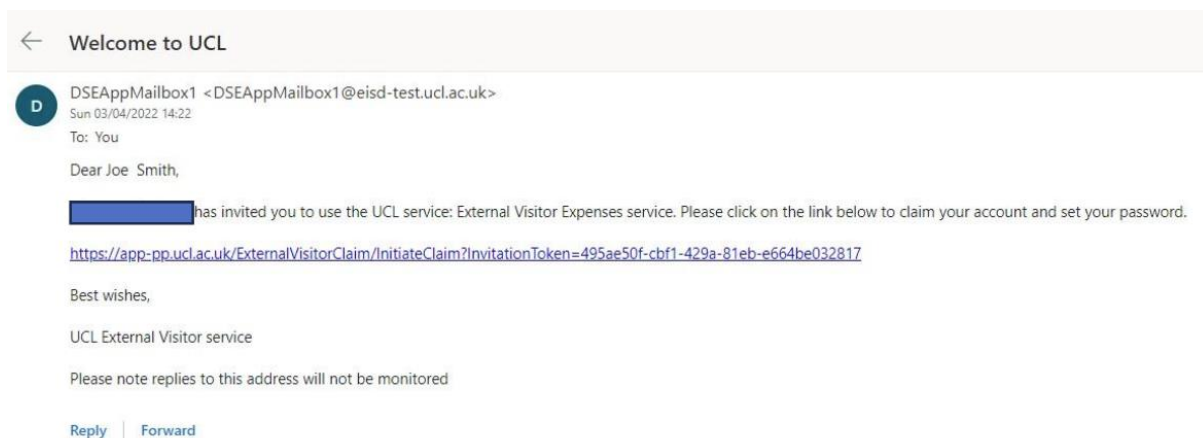 Welcome to UCL
D
DSEAppMailbox1 <DSEAppMailbox1@eisd-test.ucl.ac.uk>
Sun 03/04/2022 14:22
To: You
Dear Joe  Smith,
has invited you to use the UCL service: External Visitor Expenses service. Please click on the link below to claim your account and set your password.
https://app-pp.ucl.ac.uk/ExternalVisitorClaim/InitiateClaim?InvitationToken=495ae50f-cbf1-429a-81eb-e664be032817
Best wishes,
UCL External Visitor service
Please note replies to this address will not be monitored
Reply | Forward